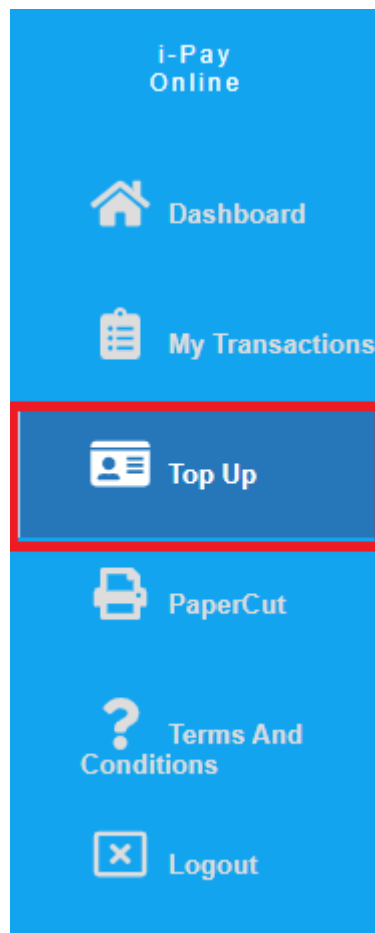 i-Pay
Online
Dashboard
My Transactions
Top Up
PaperCut
Terms And
Conditions
Logout